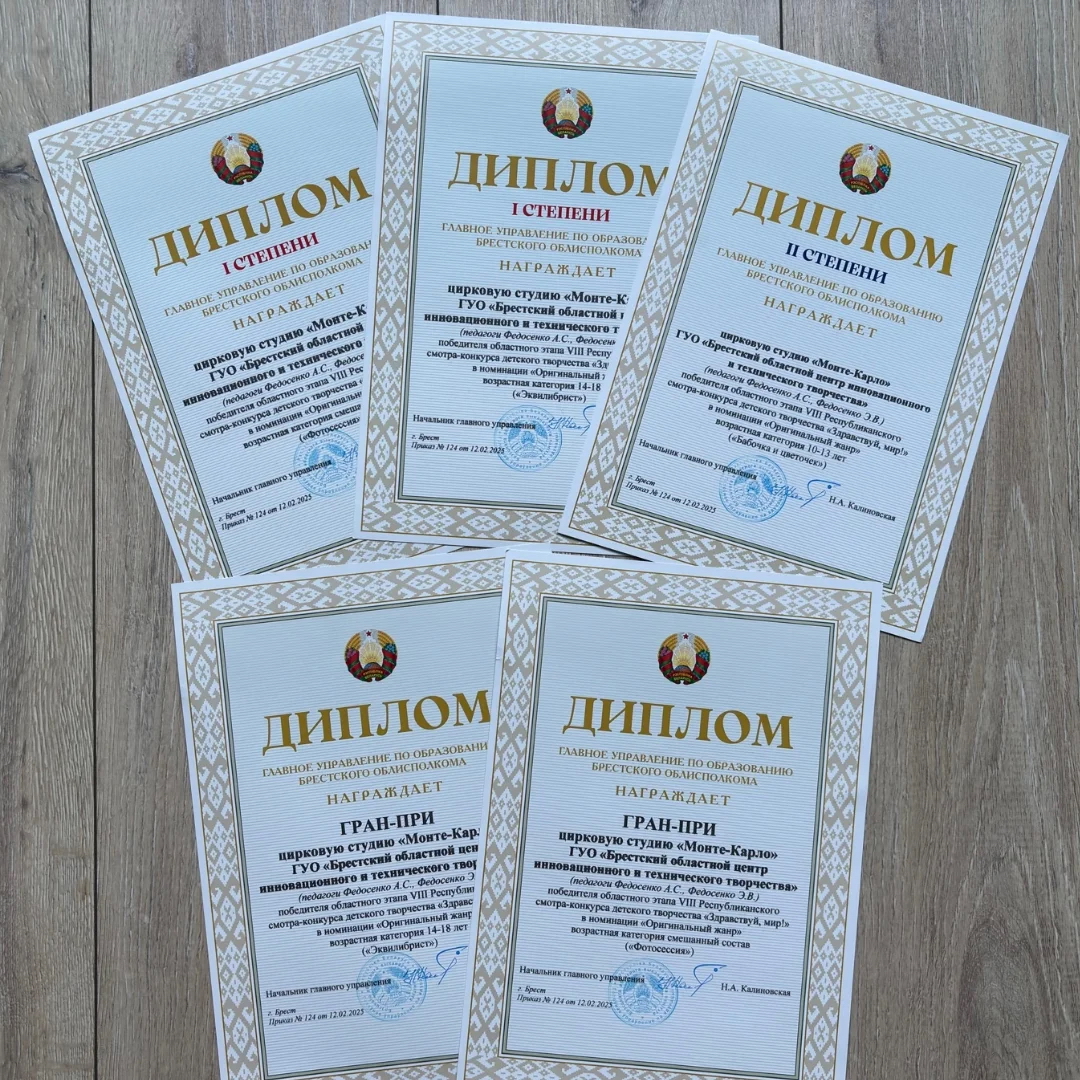 ДИПЛОМ
I СТЕПЕНИ
ГЛАВНОЕ УПРАВЛЕНИЕ ПО ОБРАЗОВАН
БРЕСТСКОГО ОБЛИСПОЛКОМА
НАГРАЖДАЕТ
цирковую студию «Монте-К
ГУО «Брестский областной
инновационного и технического
(педагоги Федосенко А.С., Федосе
победителя областного этапа VIII Респу
смотра-конкурса детского творчества «
в номинации «Оригинальный
возрастная категория смеша
(«Фотосессия»
Начальник главного управления
г. Брест
Приказ № 124 от 12.02.2025
ДИПЛОМ
I СТЕПЕНИ
ГЛАВНОЕ УПРАВЛЕНИЕ ПО ОБРАЗОВА
БРЕСТСКОГО ОБЛИСПОЛКОМА
НАГРАЖДАЕТ
цирковую студию «Монте-К
ГУО «Брестский областной
инновационного и технического т
(педагоги Федосенко А.С., Федосен
победителя областного этапа VIII Респу
смотра-конкурса детского творчества «Зд
в номинации «Оригинальный
возрастная категория 14-18
(«Эквилибрист»)
Начальник главного управления
г. Брест
Приказ № 124 от 12.02.2025
ДИПЛОМ
II СТЕПЕНИ
ГЛАВНОЕ УПРАВЛЕНИЕ ПО ОБРАЗОВАНИЮ
БРЕСТСКОГО ОБЛИСПОЛКОМА
НАГРАЖДАЕТ
цирковую студию «Монте-Карло»
ГУО «Брестский областной центр инновационного
и технического творчества»
(педагоги Федосенко А.С., Федосенко Э.В.)
победителя областного этапа VIII Республиканского
смотра-конкурса детского творчества «Здравствуй, мир!»
в номинации «Оригинальный жанр»
возрастная категория 10-13 лет
(«Бабочка и цветочек»)
Начальник главного управления Н.А. Калиновская
г. Брест
Приказ № 124 от 12.02.2025
ДИПЛОМ
ГЛАВНОЕ УПРАВЛЕНИЕ ПО ОБРАЗОВАНИ
БРЕСТСКОГО ОБЛИСПОЛКОМА
НАГРАЖДАЕТ
ГРАН-ПРИ
цирковую студию «Монте-Карло
ГУО «Брестский областной цен
инновационного и технического твор
(педагоги Федосенко А.С., Федосенко Э
победителя областного этапа VIII Республи
смотра-конкурса детского творчества «Здравс
в номинации «Оригинальный жанр
возрастная категория 14-18 лет
(«Эквилибрист»)
Начальник главного управления
г. Брест
Приказ № 124 от 12.02.2025
ДИПЛОМ
ГЛАВНОЕ УПРАВЛЕНИЕ ПО ОБРАЗОВАНИЮ
БРЕСТСКОГО ОБЛИСПОЛКОМА
НАГРАЖДАЕТ
ГРАН-ПРИ
цирковую студию «Монте-Карло»
ГУО «Брестский областной центр
инновационного и технического творчества»
(педагоги Федосенко А.С., Федосенко Э.В.)
победителя областного этапа VIII Республиканского
смотра-конкурса детского творчества «Здравствуй, мир!»
в номинации «Оригинальный жанр»
возрастная категория смешанный состав
(«Фотосессия»)
Начальник главного управления Н.А. Калиновская
г. Брест
Приказ № 124 от 12.02.2025